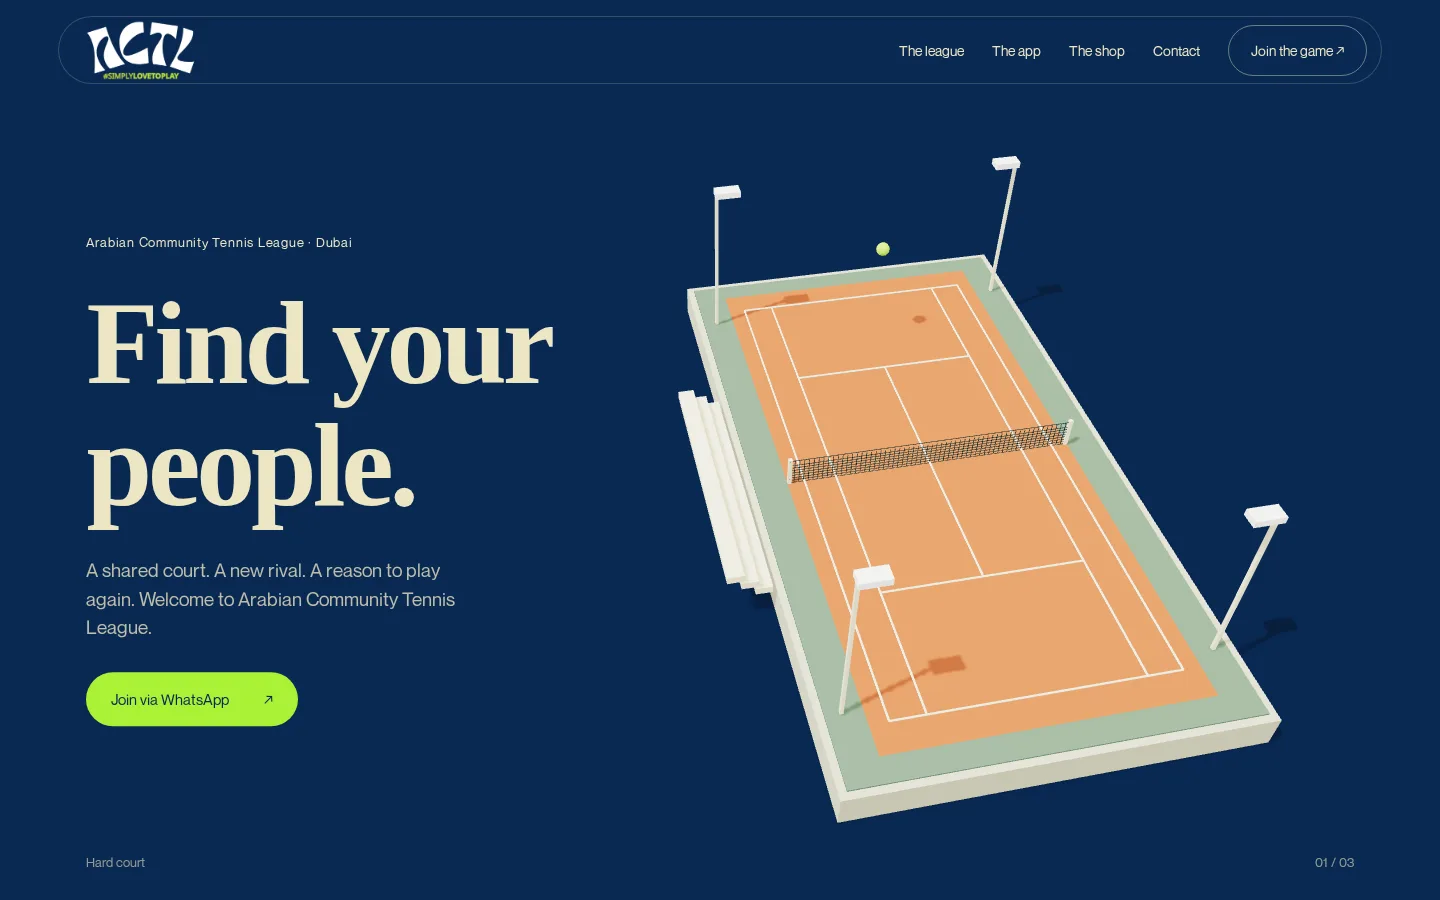 ACTL
#SIMPLYLOVETOPLAY
The league
The app
The shop
Contact
Join the game ↗
Arabian Community Tennis League · Dubai
Find your
people.
A shared court. A new rival. A reason to play
again. Welcome to Arabian Community Tennis
League.
Join via WhatsApp ↗
Hard court
01 / 03